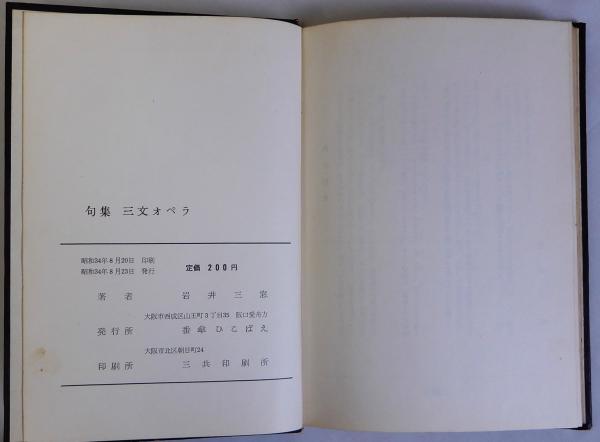 句集 三文オペラ
昭和34年8月20日 印刷
昭和34年8月23日 発行
定価 200円
著者 岩井三窓
大阪市西成区山王町3丁目35 阪口愛舟方
発行所 番傘ひこばえ
大阪市北区朝日町24
印刷所 三共印刷所